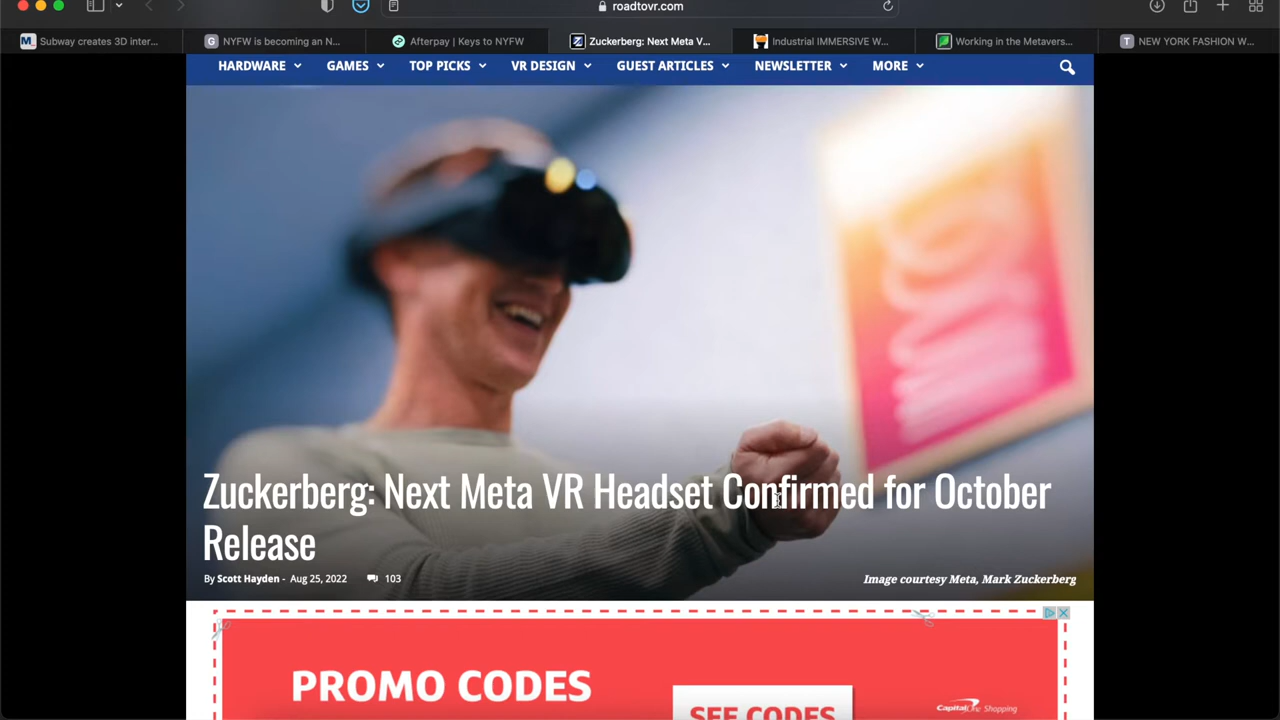 roadtovr.com
Subway creates 3D inter...
NYFW is becoming an N...
Afterpay | Keys to NYFW
Zuckerberg: Next Meta V...
Industrial IMMERSIVE W...
Working in the Metavers...
NEW YORK FASHION W...
HARDWARE GAMES TOP PICKS VR DESIGN GUEST ARTICLES NEWSLETTER MORE
Zuckerberg: Next Meta VR Headset Confirmed for October
Release
By Scott Hayden - Aug 25, 2022 103
Image courtesy Meta, Mark Zuckerberg
PROMO CODES
SEE CODES
Capital One Shopping